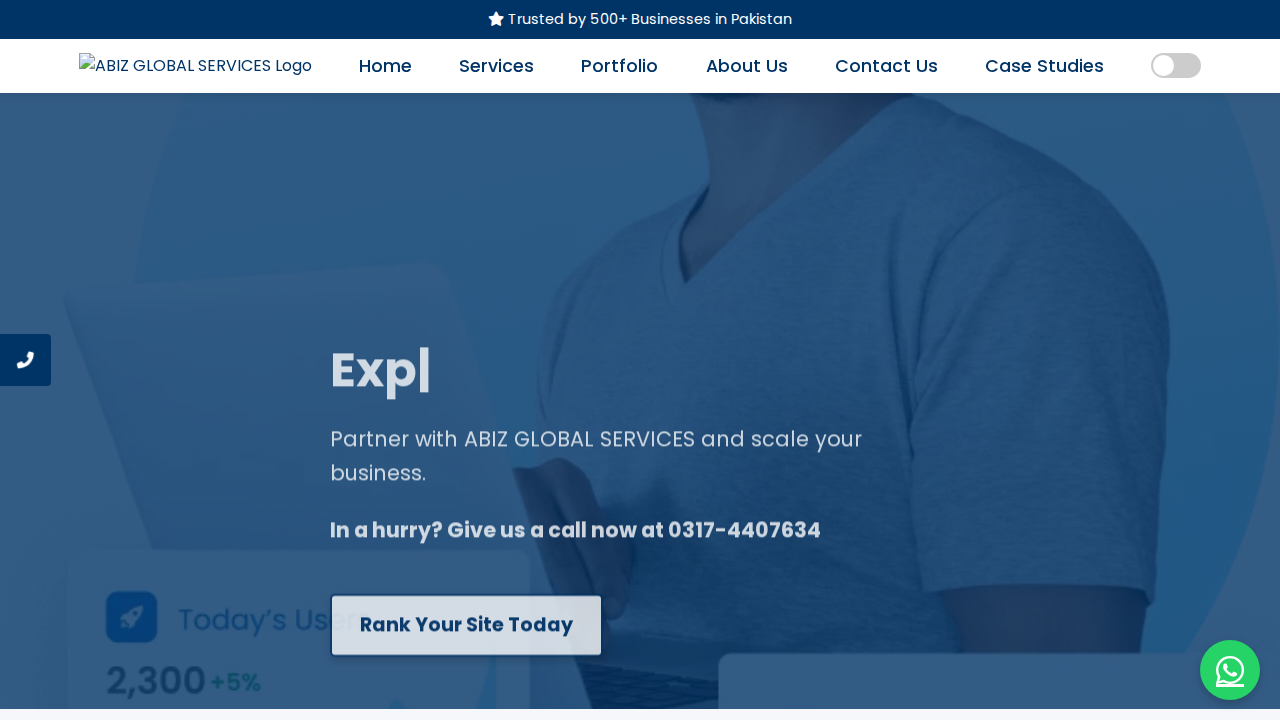 Trusted by 500+ Businesses in Pakistan
ABIZ GLOBAL SERVICES Logo
Home
Services
Portfolio
About Us
Contact Us
Case Studies
Expl
Partner with ABIZ GLOBAL SERVICES and scale your
business.
In a hurry? Give us a call now at 0317-4407634
Rank Your Site Today
Today's Users
2,300 +5%